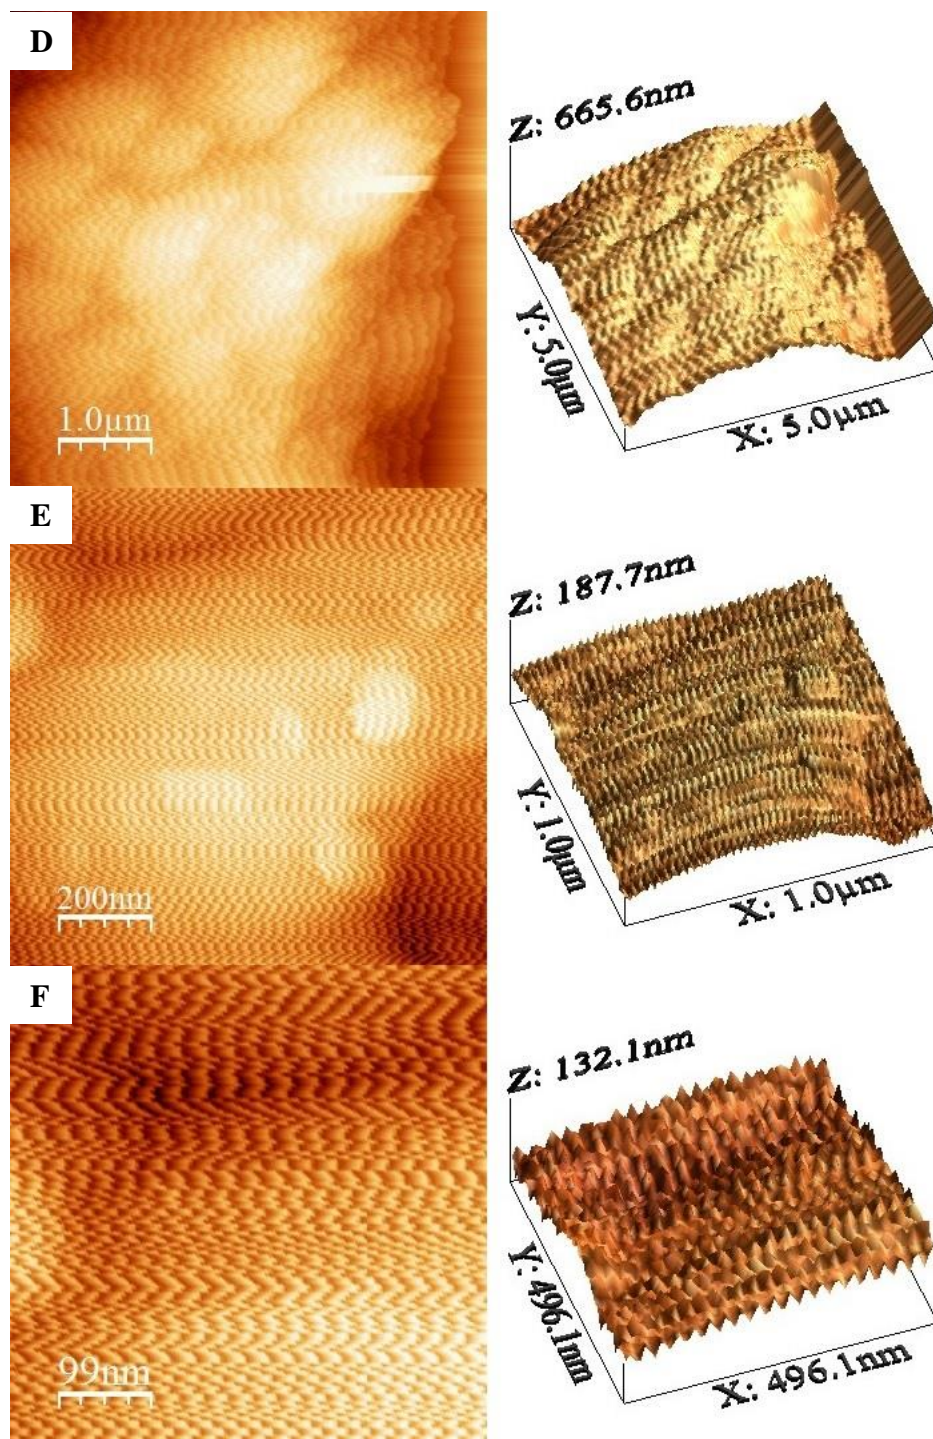 D
1.0µm
Z: 665.6nm
Y: 5.0µm
X: 5.0µm
E
200nm
Z: 187.7nm
Y: 1.0µm
X: 1.0µm
F
99nm
Z: 132.1nm
Y: 496.1nm
X: 496.1nm